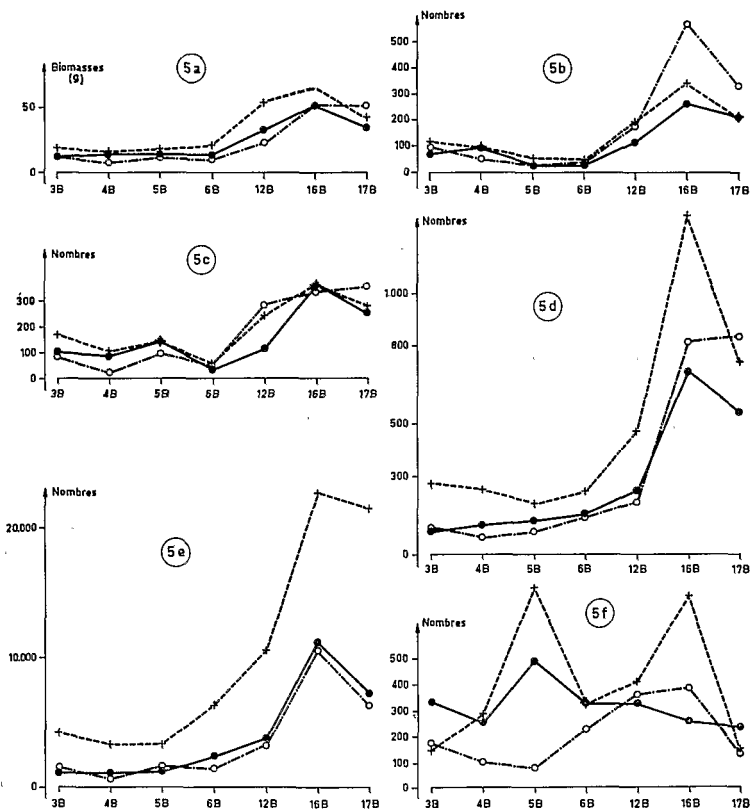 Biomasses
(g)
5a
50
0
3B 4B 5B 6B 12B 16B 17B
Nombres
5b
500
400
300
200
100
0
3B 4B 5B 6B 12B 16B 17B
Nombres
5c
300
200
100
0
3B 4B 5B 6B 12B 16B 17B
Nombres
5d
1.000
800
500
300
0
3B 4B 5B 6B 12B 16B 17B
Nombres
5e
20.000
10.000
0
3B 4B 5B 6B 12B 16B 17B
Nombres
5f
500
400
300
200
100
0
3B 4B 5B 6B 12B 16B 17B